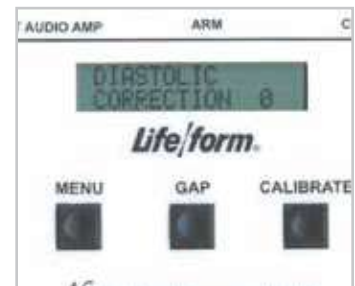 AUDIO AMP ARM
DIASTOLIC
CORRECTION 0
Life/form®
MENU GAP CALIBRATE